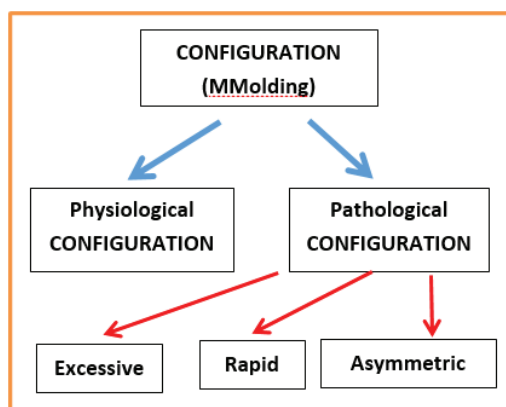 CONFIGURATION
(MMolding)
Physiological
CONFIGURATION
Pathological
CONFIGURATION
Excessive
Rapid
Asymmetric